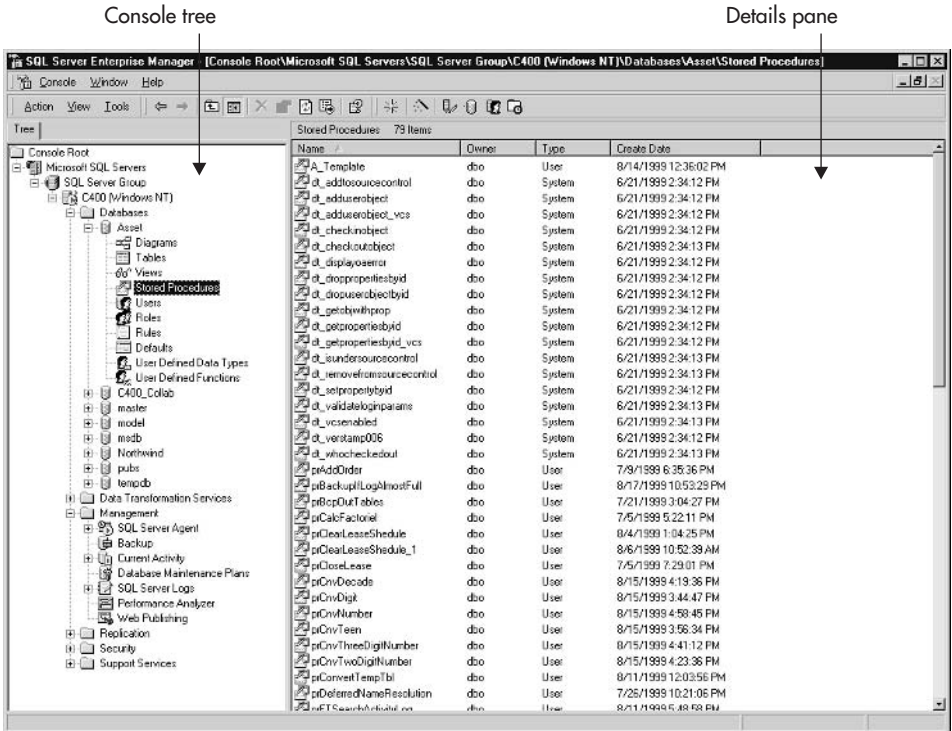 Console tree
Details pane
SQL Server Enterprise Manager - [Console Root\Microsoft SQL Servers\SQL Server Group\C400 (Windows NT)\Databases\Asset\Stored Procedures]
Console Window Help
Action View Tools
Tree
Stored Procedures 79 Items
Console Root
Microsoft SQL Servers
SQL Server Group
C400 (Windows NT)
Databases
Asset
Diagrams
Tables
Views
Stored Procedures
Users
Roles
Rules
Defaults
User Defined Data Types
User Defined Functions
C400_Collab
master
model
msdb
Northwind
pubs
tempdb
Data Transformation Services
Management
SQL Server Agent
Backup
Current Activity
Database Maintenance Plans
SQL Server Logs
Performance Analyzer
Web Publishing
Replication
Security
Support Services
Name Owner Type Create Date
A_Template dbo User 8/14/1999 12:36:02 PM
dt_addtosourcecontrol dbo System 6/21/1999 2:34:12 PM
dt_adduserobject dbo System 6/21/1999 2:34:12 PM
dt_adduserobject_vcs dbo System 6/21/1999 2:34:12 PM
dt_checkinobject dbo System 6/21/1999 2:34:12 PM
dt_checkoutobject dbo System 6/21/1999 2:34:13 PM
dt_displayoaerror dbo System 6/21/1999 2:34:12 PM
dt_droppropertiesbyid dbo System 6/21/1999 2:34:12 PM
dt_dropuserobjectbyid dbo System 6/21/1999 2:34:12 PM
dt_getobjwithprop dbo System 6/21/1999 2:34:12 PM
dt_getpropertiesbyid dbo System 6/21/1999 2:34:12 PM
dt_getpropertiesbyid_vcs dbo System 6/21/1999 2:34:12 PM
dt_isundersourcecontrol dbo System 6/21/1999 2:34:13 PM
dt_removefromsourcecontrol dbo System 6/21/1999 2:34:13 PM
dt_setpropertybyid dbo System 6/21/1999 2:34:12 PM
dt_validateloginparams dbo System 6/21/1999 2:34:13 PM
dt_vcsenabled dbo System 6/21/1999 2:34:13 PM
dt_verstamp006 dbo System 6/21/1999 2:34:12 PM
dt_whocheckedout dbo System 6/21/1999 2:34:13 PM
prAddOrder dbo User 7/9/1999 6:35:36 PM
prBackupIfLogAlmostFull dbo User 8/17/1999 10:53:29 PM
prBcpOutTables dbo User 7/21/1999 3:04:27 PM
prCalcFactoriel dbo User 7/5/1999 5:22:11 PM
prClearLeaseShedule dbo User 8/4/1999 1:04:25 PM
prClearLeaseShedule_1 dbo User 8/6/1999 10:52:39 AM
prCloseLease dbo User 7/5/1999 7:29:01 PM
prCnvDecade dbo User 8/15/1999 4:19:36 PM
prCnvDigit dbo User 8/15/1999 3:44:47 PM
prCnvNumber dbo User 8/15/1999 4:58:45 PM
prCnvTeen dbo User 8/15/1999 3:56:34 PM
prCnvThreeDigitNumber dbo User 8/15/1999 4:41:12 PM
prCnvTwoDigitNumber dbo User 8/15/1999 4:23:36 PM
prConvertTempTbl dbo User 8/11/1999 12:03:56 PM
prDeferredNameResolution dbo User 7/26/1999 10:21:06 PM
prFTSearchActivityLog dbo User 8/11/1999 5:48:58 PM